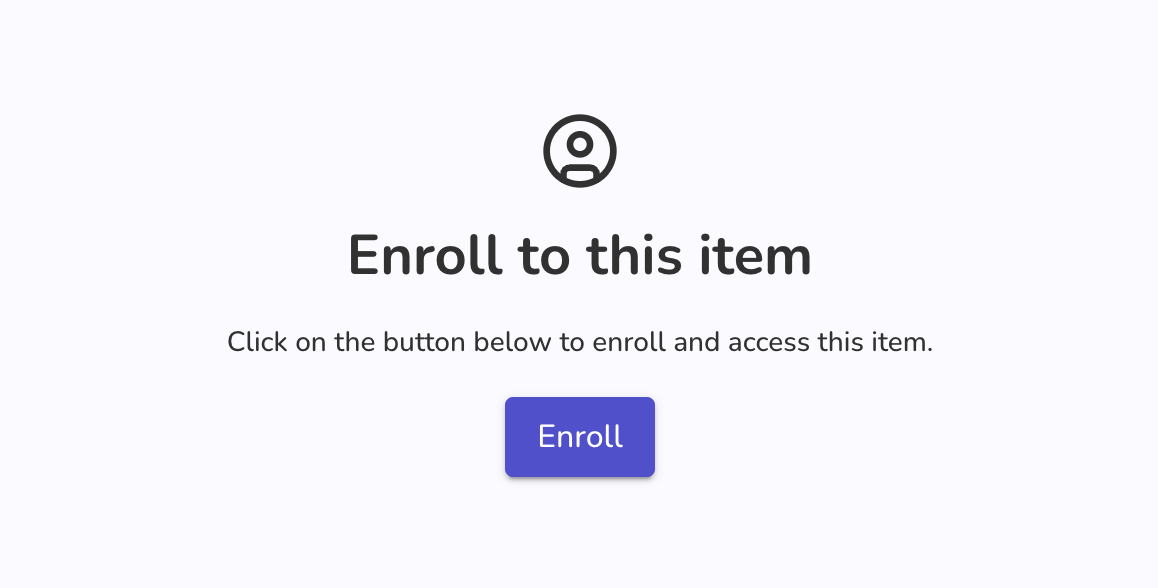 Enroll to this item
Click on the button below to enroll and access this item.
Enroll